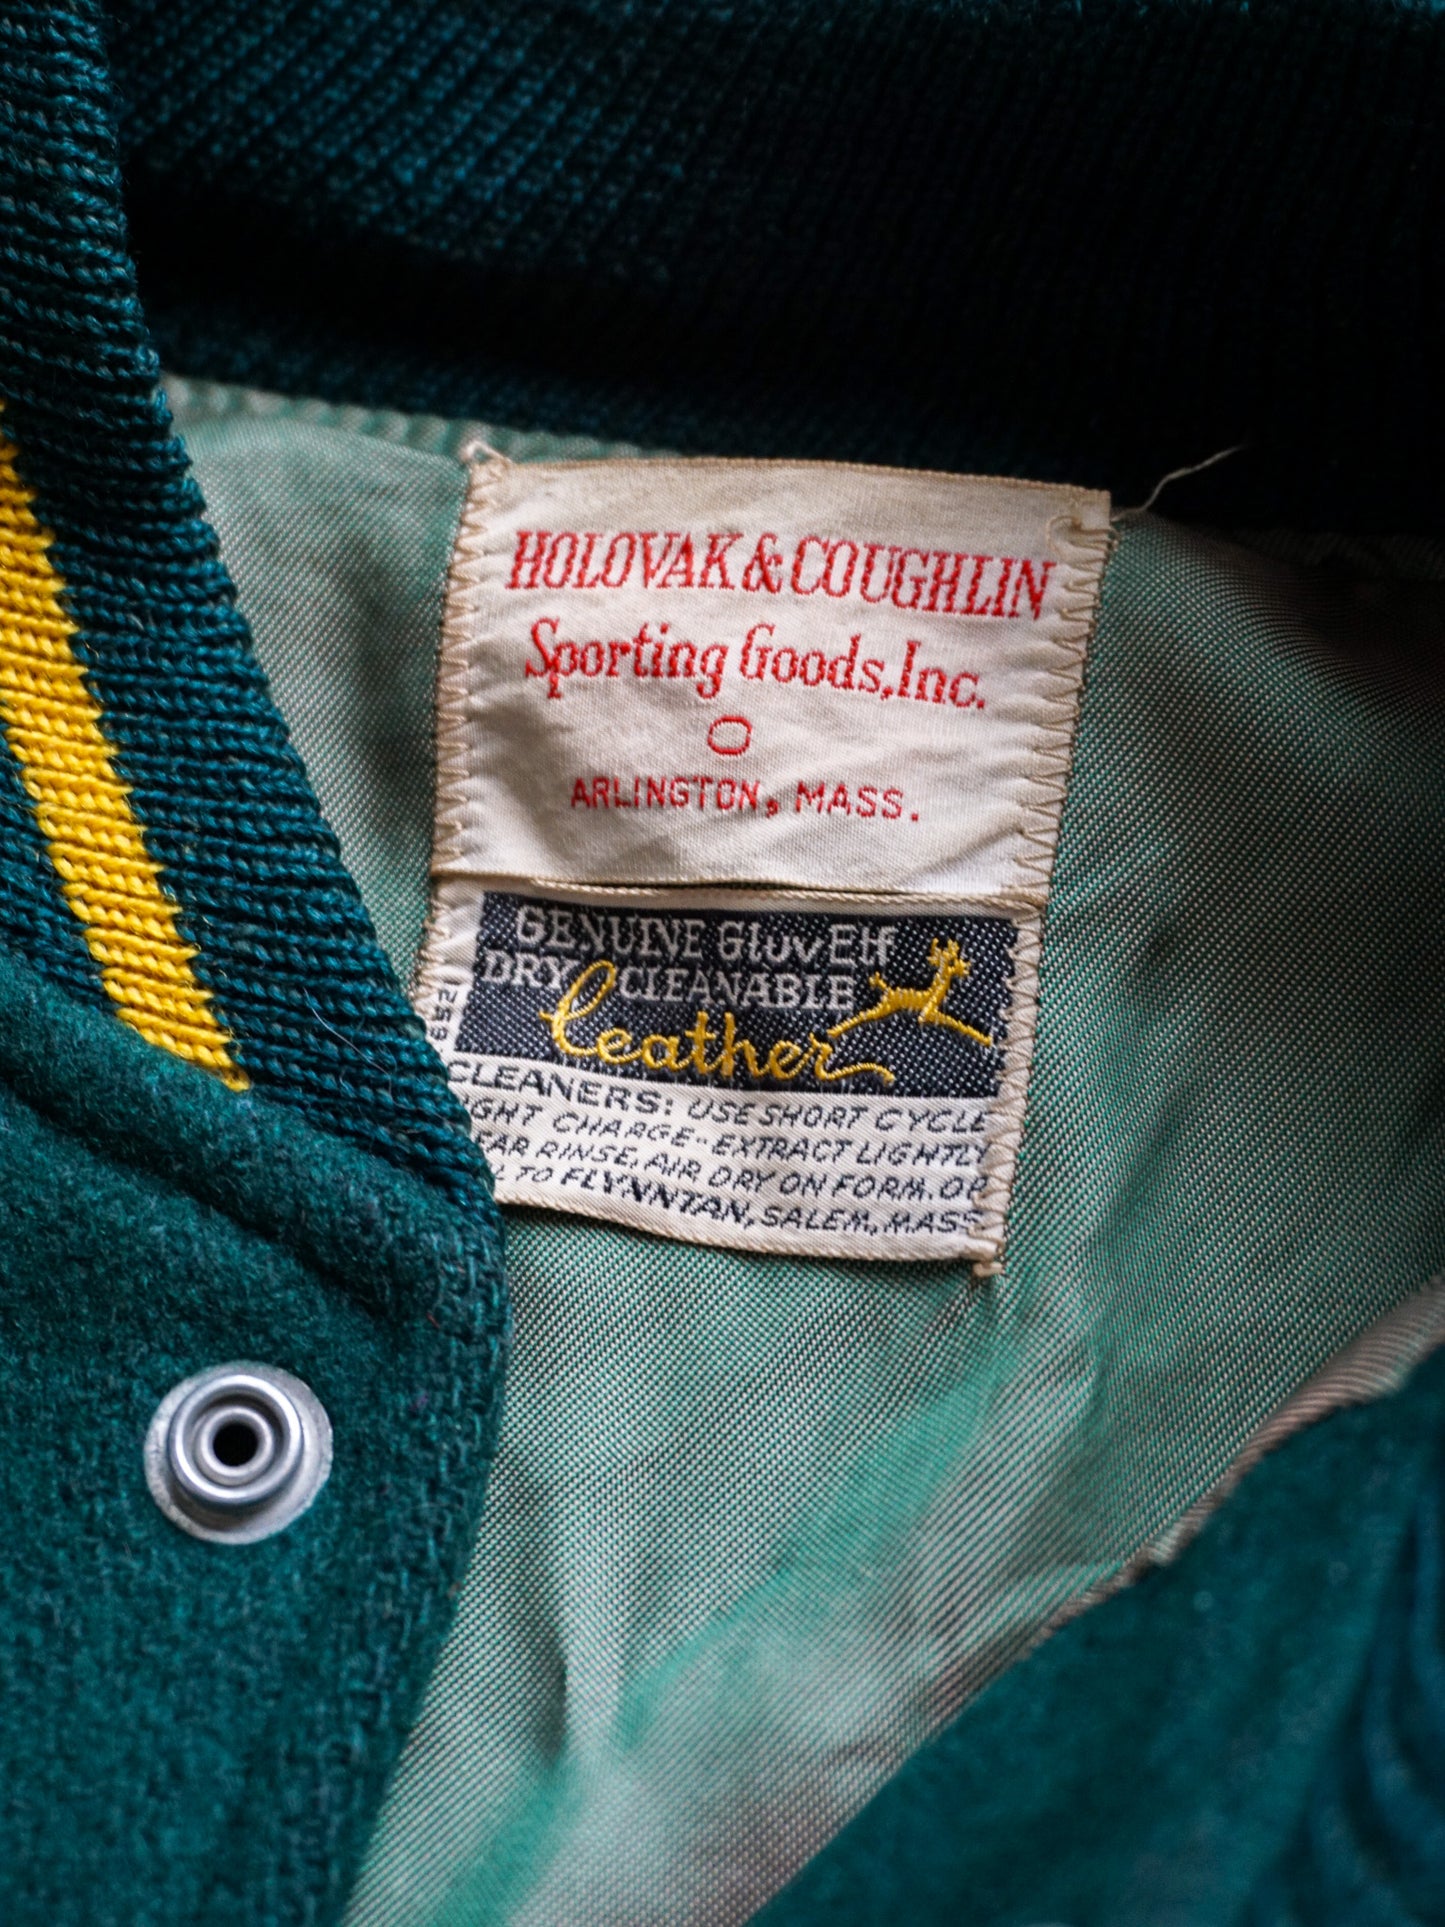 HOLOVAK & COUGHLIN
Sporting Goods, Inc.
O
ARLINGTON, MASS.
GENUINE GluvElf
DRY CLEANABLE
Leather
CLEANERS: USE SHORT CYCLE
CHARGE-EXTRACT LIGHTLY
RINSE, AIR DRY ON FORM. OR
TO FLYNNTAN, SALEM, MASS